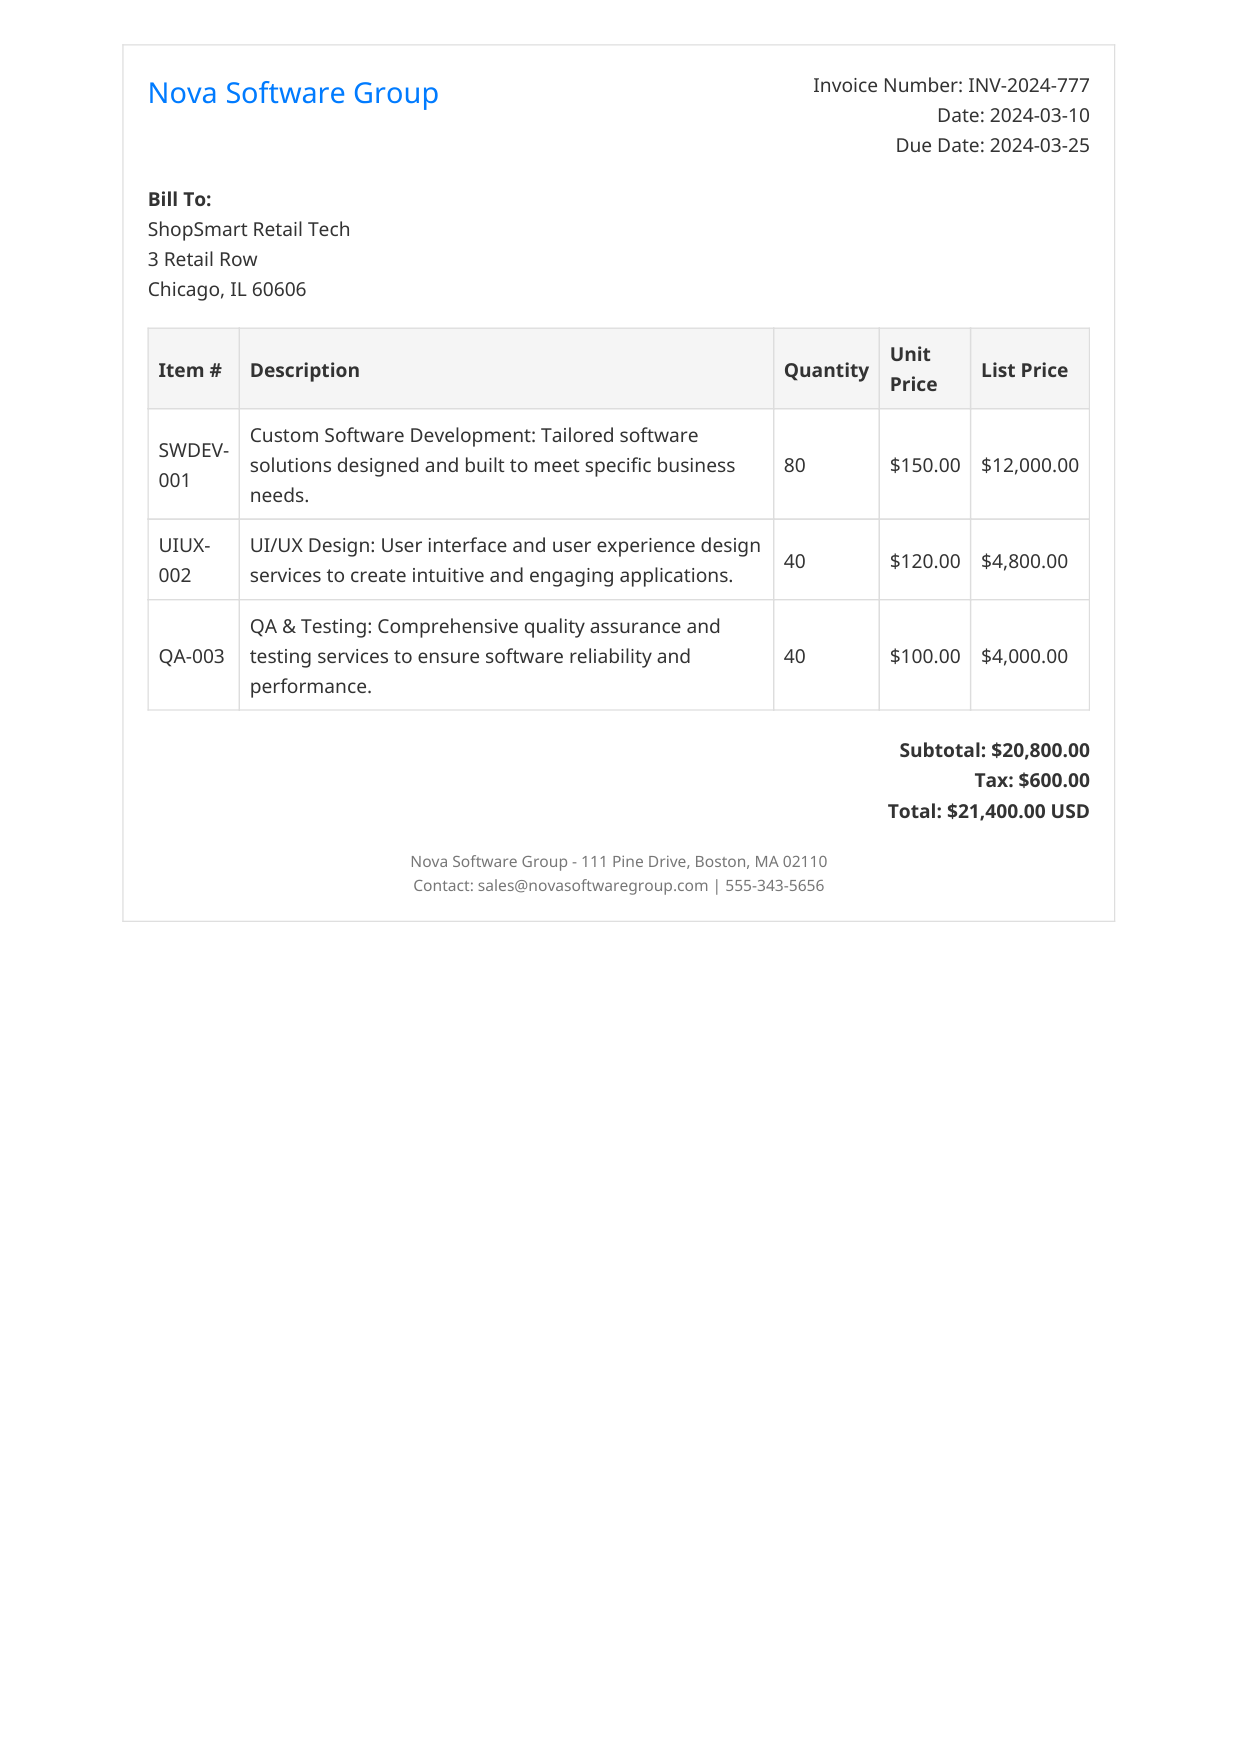 Nova Software Group
Invoice Number: INV-2024-777
Date: 2024-03-10
Due Date: 2024-03-25
Bill To:
ShopSmart Retail Tech
3 Retail Row
Chicago, IL 60606
Item #
Description
Quantity
Unit
Price
List Price
SWDEV-
001
Custom Software Development: Tailored software
solutions designed and built to meet specific business
needs.
80
$150.00
$12,000.00
UIUX-
002
UI/UX Design: User interface and user experience design
services to create intuitive and engaging applications.
40
$120.00
$4,800.00
QA-003
QA & Testing: Comprehensive quality assurance and
testing services to ensure software reliability and
performance.
40
$100.00
$4,000.00
Subtotal: $20,800.00
Tax: $600.00
Total: $21,400.00 USD
Nova Software Group - 111 Pine Drive, Boston, MA 02110
Contact: sales@novasoftwaregroup.com | 555-343-5656